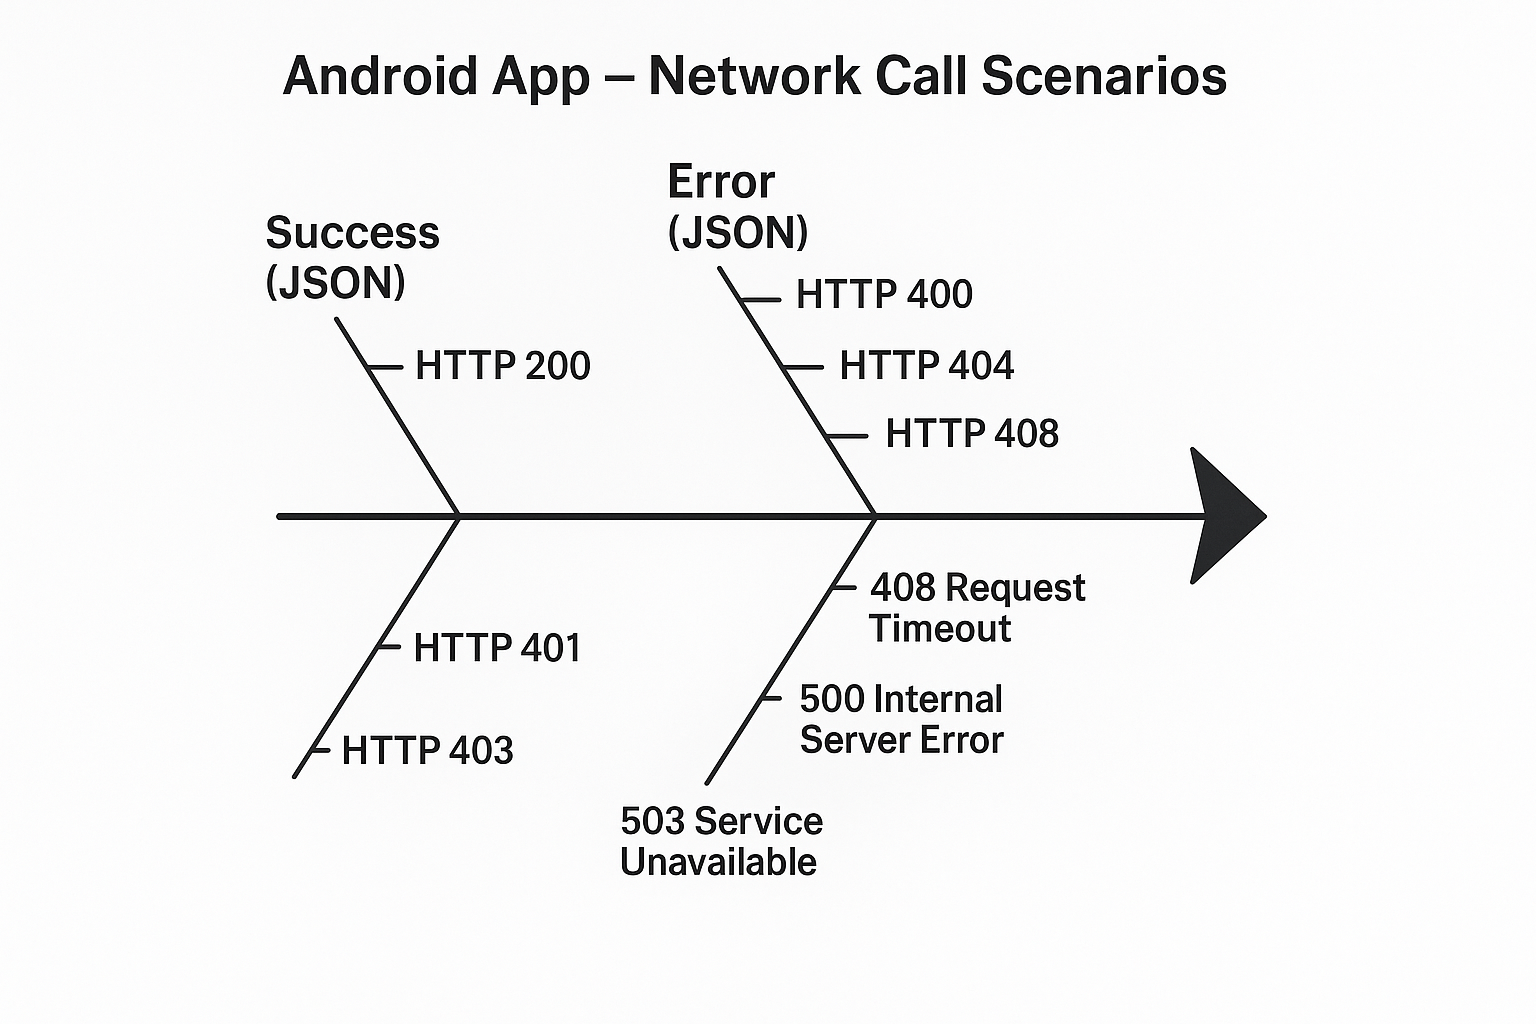 Android App – Network Call Scenarios
Success
(JSON)
HTTP 200
Error
(JSON)
HTTP 400
HTTP 404
HTTP 408
HTTP 401
HTTP 403
408 Request
Timeout
500 Internal
Server Error
503 Service
Unavailable